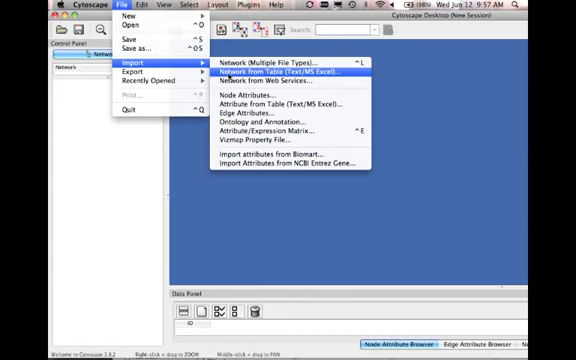 Cytoscape File Edit View Select Layout Plugins Help (98%) Wed Jun 12 9:57 AM
Cytoscape Desktop (New Session)
Search:
Control Panel
Network
Network
New
Open ^O
Save ^S
Save as... ^⇧S
Import
Export
Recently Opened
Print... ^P
Quit ^Q
Network (Multiple File Types)... ^L
Network from Table (Text/MS Excel)...
Network from Web Services...
Node Attributes...
Attribute from Table (Text/MS Excel)...
Edge Attributes...
Ontology and Annotation...
Attribute/Expression Matrix... ^E
Vizmap Property File...
Import attributes from Biomart...
Import Attributes from NCBI Entrez Gene...
Data Panel
ID
Node Attribute Browser Edge Attribute Browser
Welcome to Cytoscape 2.8.2 Right-click + drag to ZOOM Middle-click + drag to PAN